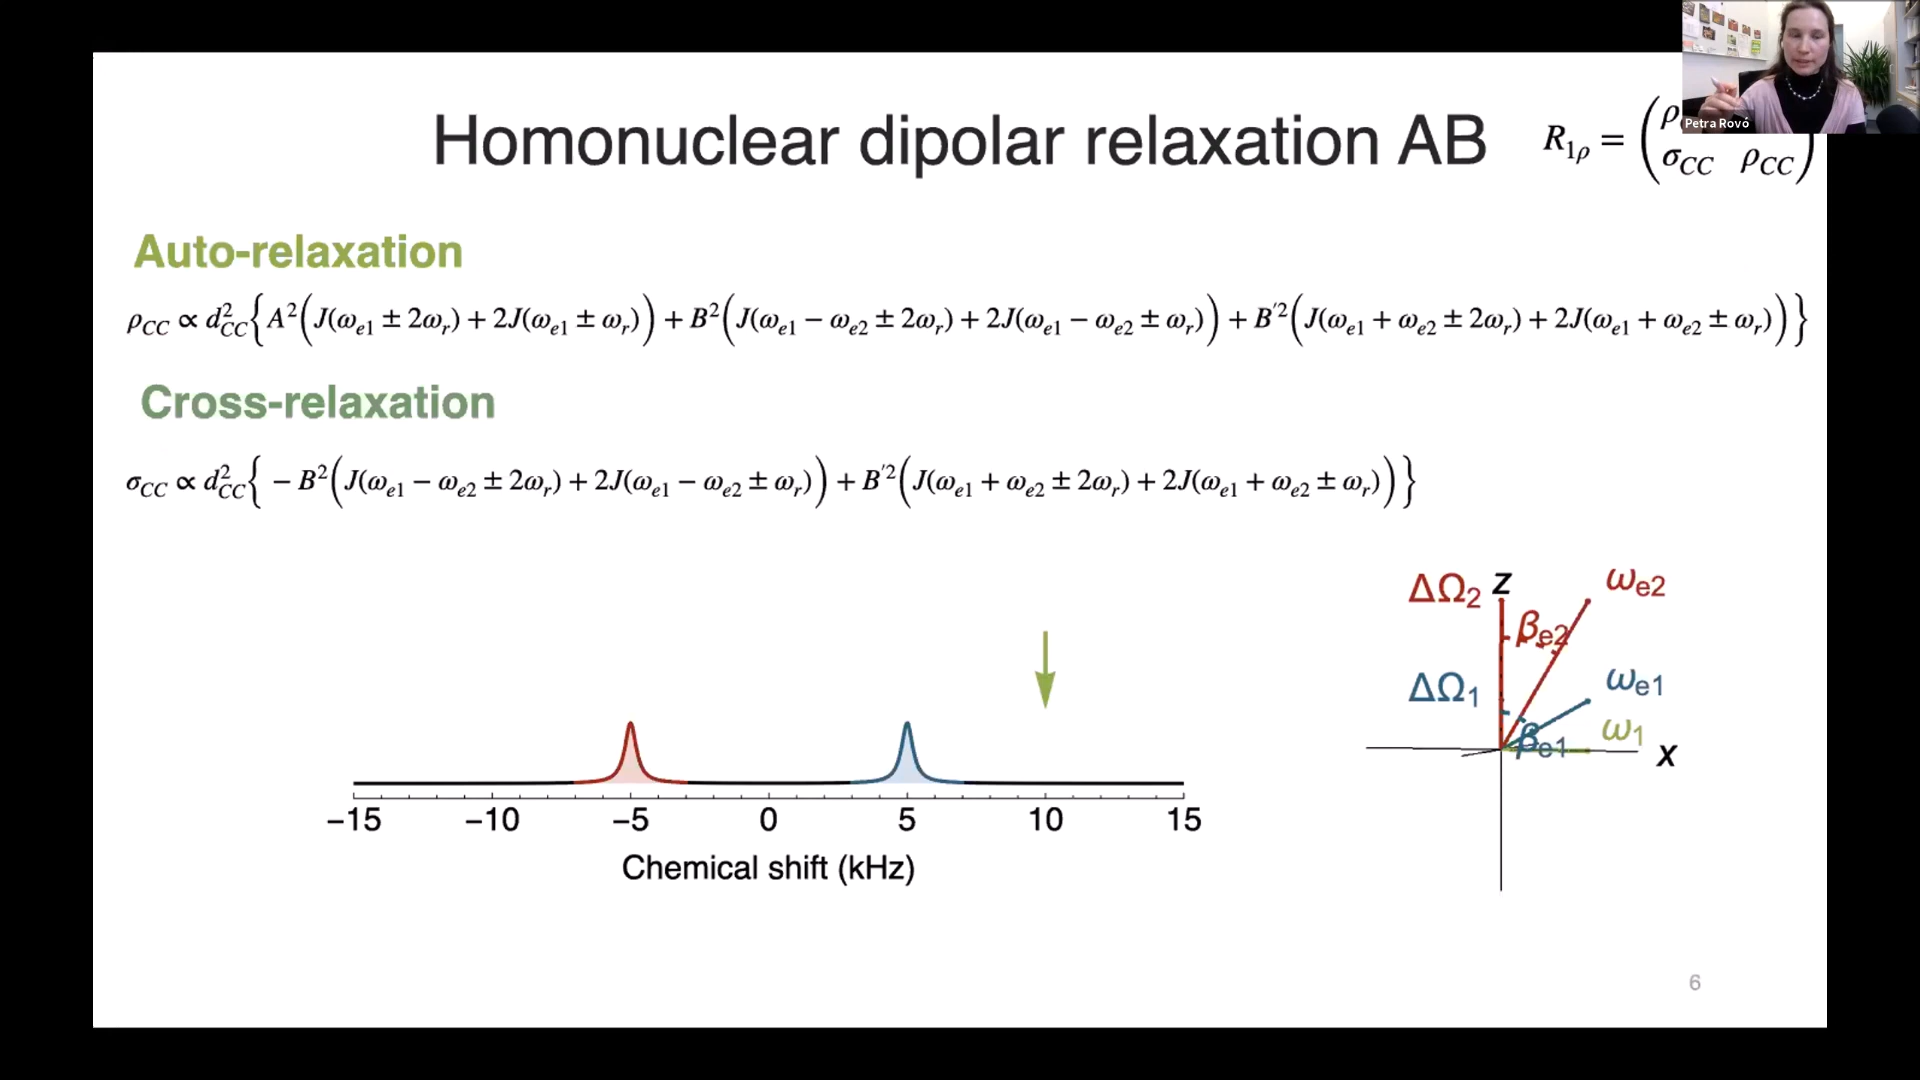 Homonuclear dipolar relaxation AB
R₁ρ = (ρ
σCC ρCC)
Petra Rovó
Auto-relaxation
ρCC ∝ d²CC{A²(J(ωe1 ± 2ωr) + 2J(ωe1 ± ωr)) + B²(J(ωe1 − ωe2 ± 2ωr) + 2J(ωe1 − ωe2 ± ωr)) + B′²(J(ωe1 + ωe2 ± 2ωr) + 2J(ωe1 + ωe2 ± ωr))}
Cross-relaxation
σCC ∝ d²CC{ − B²(J(ωe1 − ωe2 ± 2ωr) + 2J(ωe1 − ωe2 ± ωr)) + B′²(J(ωe1 + ωe2 ± 2ωr) + 2J(ωe1 + ωe2 ± ωr))}
ΔΩ2 z ωe2
βe2
ΔΩ1 ωe1
βe1 ω1
x
−15 −10 −5 0 5 10 15
Chemical shift (kHz)
6